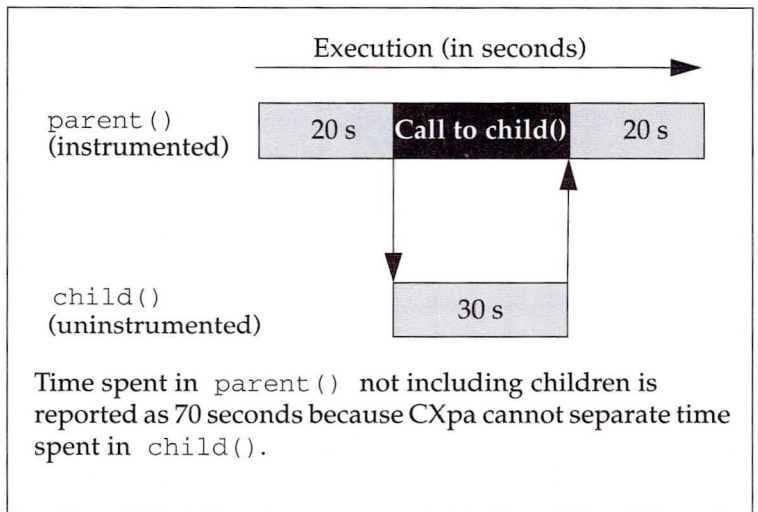 Execution (in seconds)
parent()
(instrumented)
20 s
Call to child()
20 s
child()
(uninstrumented)
30 s
Time spent in parent() not including children is
reported as 70 seconds because CXpa cannot separate time
spent in child().